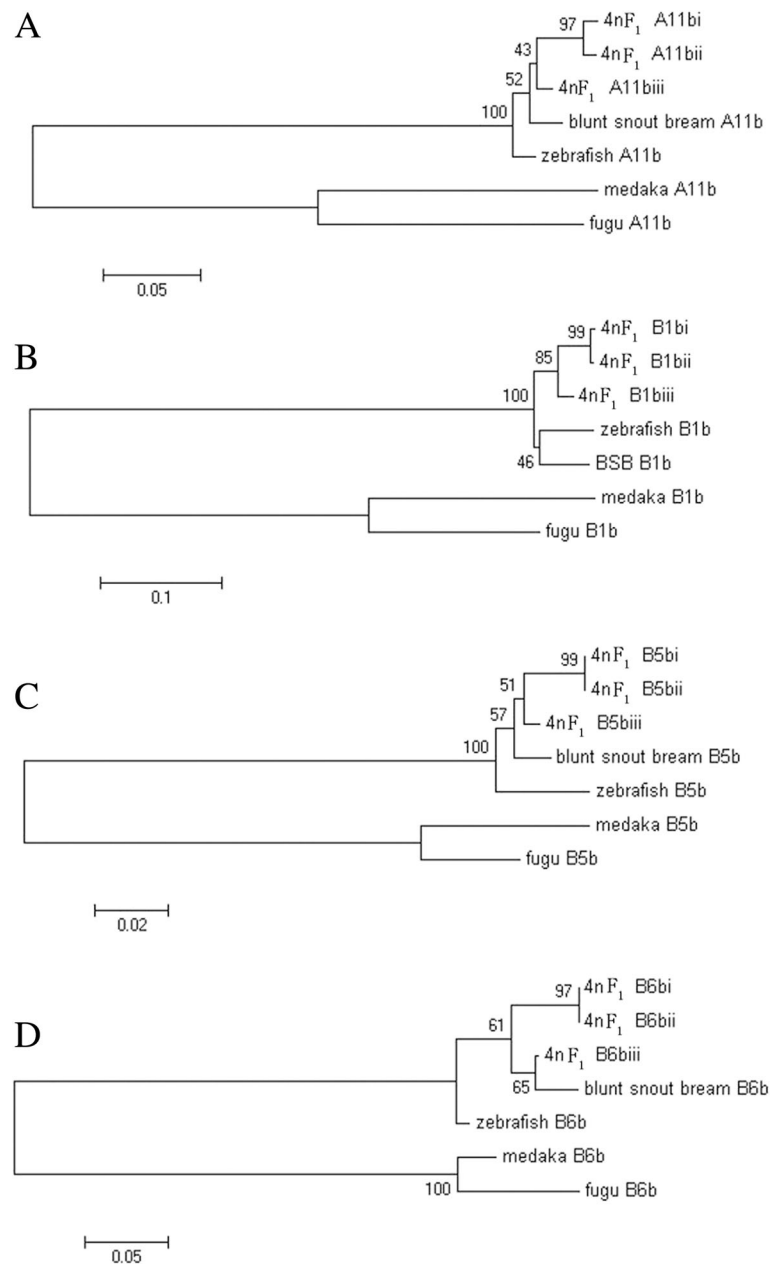 A
97
4nF1 A11bi
4nF1 A11bii
43
4nF1 A11biii
52
blunt snout bream A11b
100
zebrafish A11b
medaka A11b
fugu A11b
0.05
B
99
4nF1 B1bi
4nF1 B1bii
85
4nF1 B1biii
100
zebrafish B1b
46
BSB B1b
medaka B1b
fugu B1b
0.1
C
99
4nF1 B5bi
4nF1 B5bii
51
4nF1 B5biii
57
blunt snout bream B5b
100
zebrafish B5b
medaka B5b
fugu B5b
0.02
D
97
4nF1 B6bi
4nF1 B6bii
61
4nF1 B6biii
65
blunt snout bream B6b
zebrafish B6b
medaka B6b
100
fugu B6b
0.05